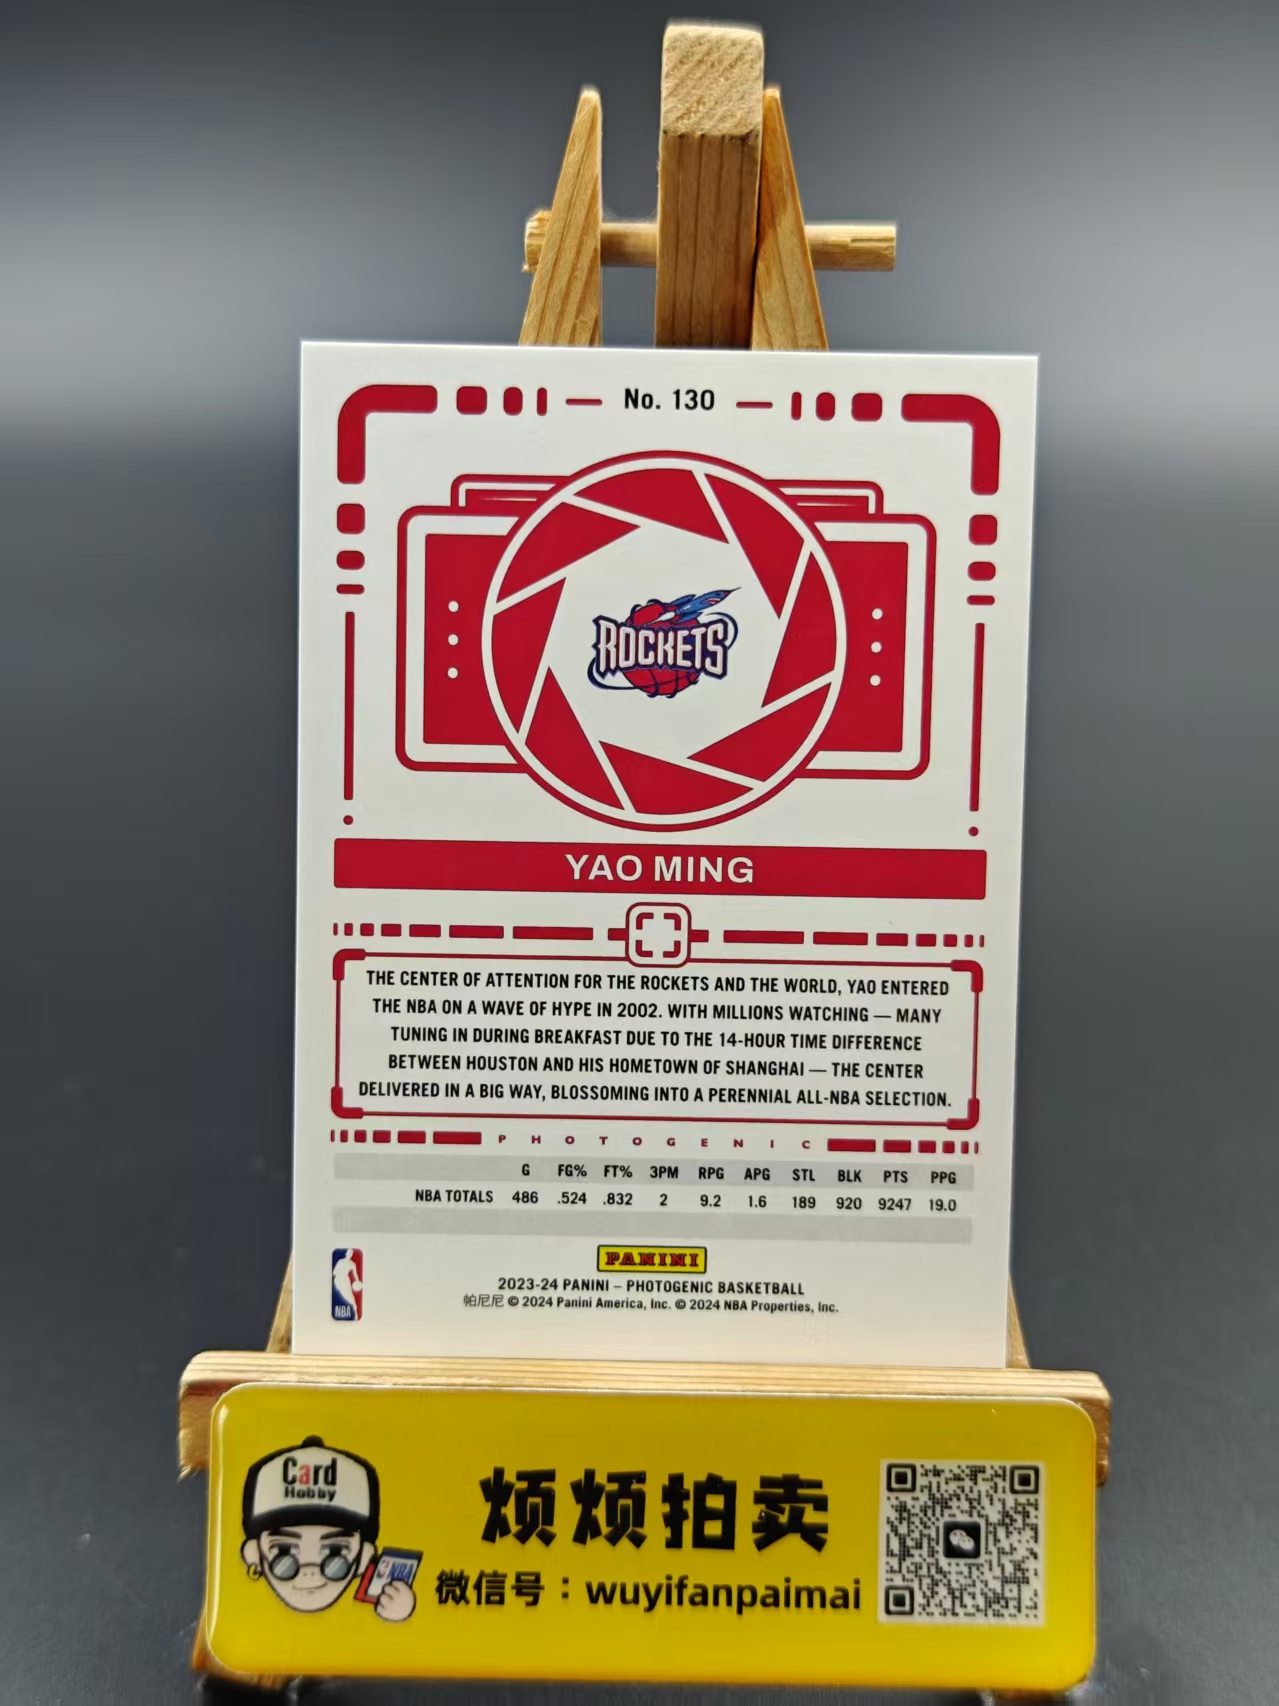 No. 130
ROCKETS
YAO MING
THE CENTER OF ATTENTION FOR THE ROCKETS AND THE WORLD, YAO ENTERED
THE NBA ON A WAVE OF HYPE IN 2002. WITH MILLIONS WATCHING — MANY
TUNING IN DURING BREAKFAST DUE TO THE 14-HOUR TIME DIFFERENCE
BETWEEN HOUSTON AND HIS HOMETOWN OF SHANGHAI — THE CENTER
DELIVERED IN A BIG WAY, BLOSSOMING INTO A PERENNIAL ALL-NBA SELECTION.
PHOTOGENIC
G FG% FT% 3PM RPG APG STL BLK PTS PPG
NBA TOTALS 486 .524 .832 2 9.2 1.6 189 920 9247 19.0
PANINI
2023-24 PANINI – PHOTOGENIC BASKETBALL
帕尼尼 © 2024 Panini America, Inc. © 2024 NBA Properties, Inc.
NBA
Card
Hobby
NBA
烦烦拍卖
微信号：wuyifanpaimai